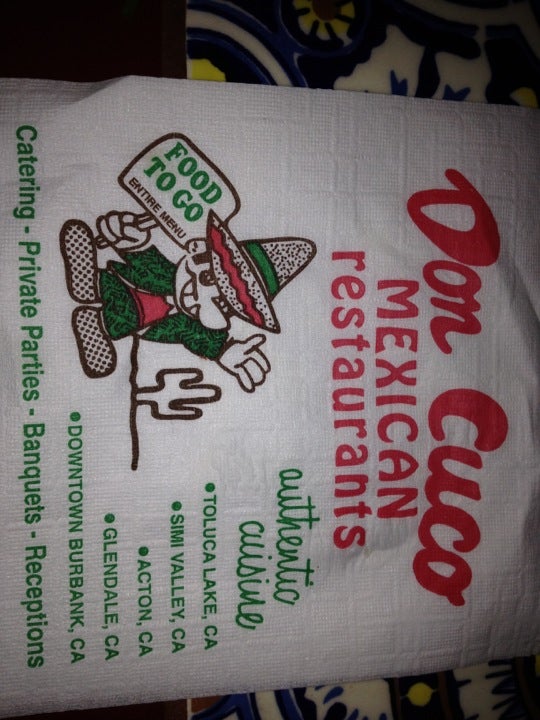 Don Cuco
MEXICAN
restaurants
FOOD
TO GO
ENTIRE MENU
authentic
cuisine
• TOLUCA LAKE, CA
• SIMI VALLEY, CA
• ACTON, CA
• GLENDALE, CA
• DOWNTOWN BURBANK, CA
Catering - Private Parties - Banquets - Receptions